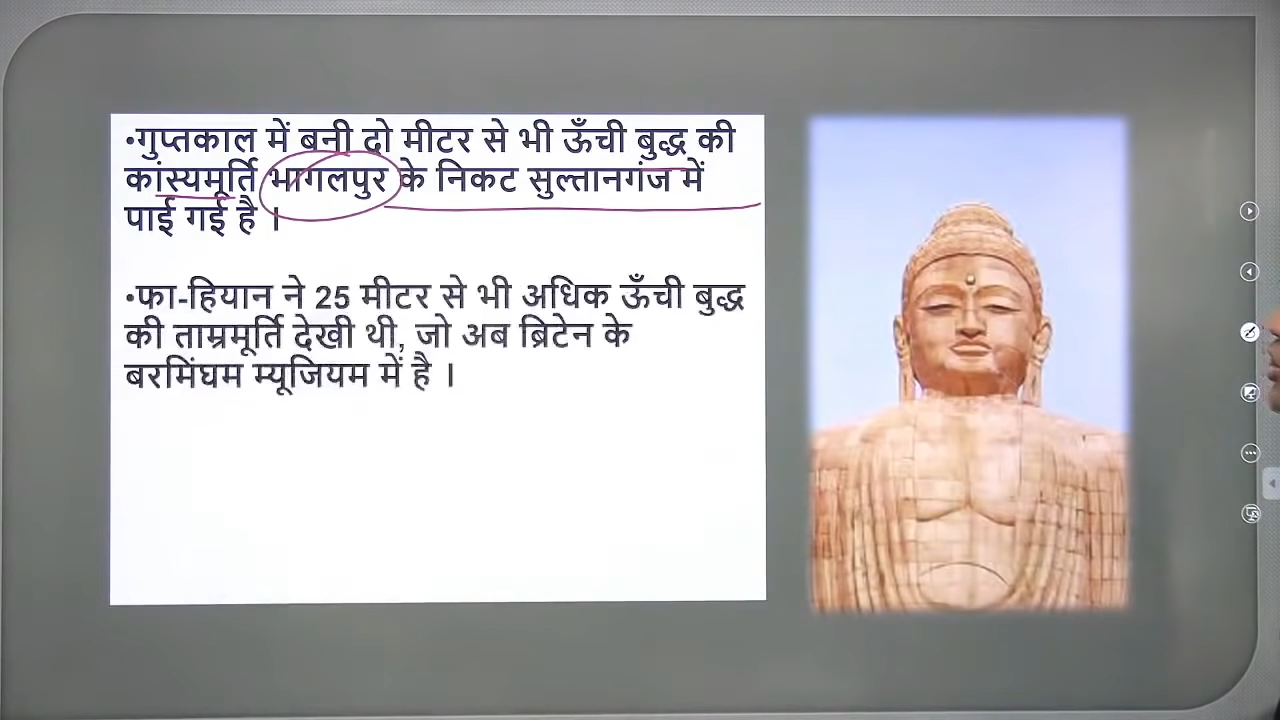 •गुप्तकाल में बनी दो मीटर से भी ऊँची बुद्ध की
कांस्यमूर्ति भागलपुर के निकट सुल्तानगंज में
पाई गई है ।
•फा-हियान ने 25 मीटर से भी अधिक ऊँची बुद्ध
की ताम्रमूर्ति देखी थी, जो अब ब्रिटेन के
बरमिंघम म्यूजियम में है ।